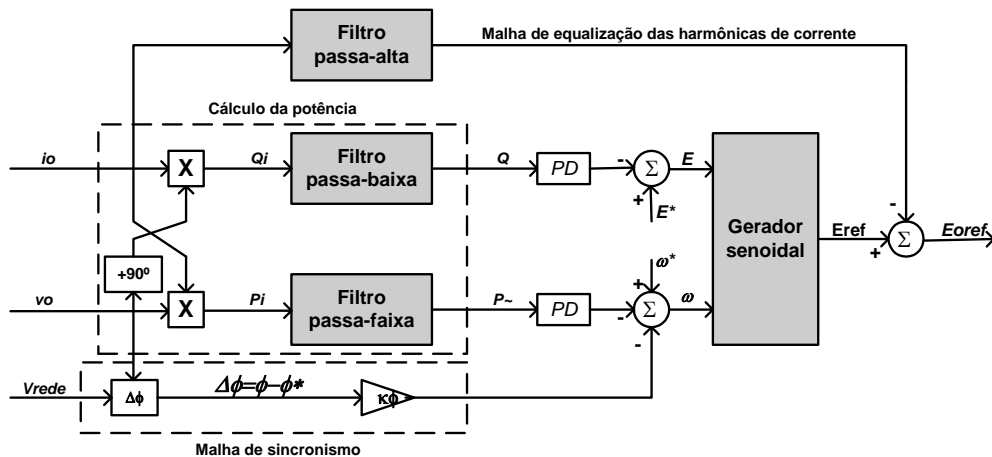 Filtro
passa-alta
Malha de equalização das harmônicas de corrente
Cálculo da potência
io
X
Qi
Filtro
passa-baixa
Q
PD
-
Σ
+
E
E*
Gerador
senoidal
-
Eref
+
Σ
Eoref
+90º
vo
X
Pi
Filtro
passa-faixa
P~
PD
ω*
+
-
Σ
-
ω
Vrede
Δϕ
Δϕ=ϕ−ϕ*
κϕ
Malha de sincronismo